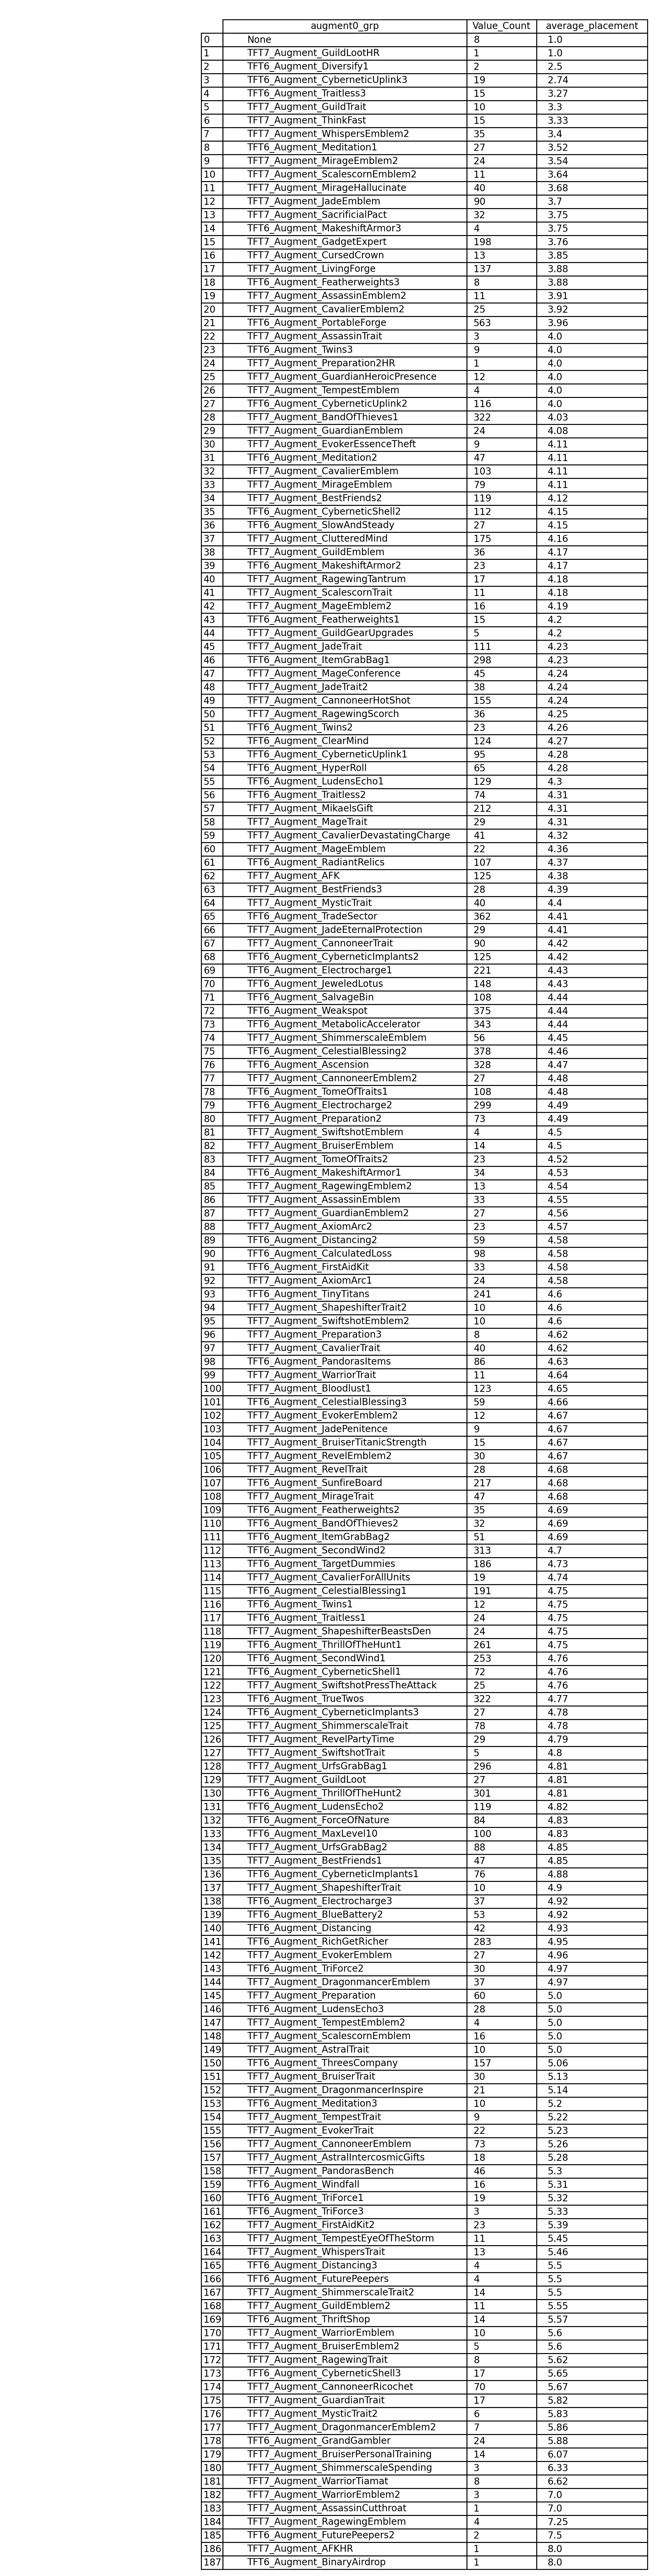 augment0_grp Value_Count average_placement
0 None 8 1.0
1 TFT7_Augment_GuildLootHR 1 1.0
2 TFT6_Augment_Diversify1 2 2.5
3 TFT6_Augment_CyberneticUplink3 19 2.74
4 TFT6_Augment_Traitless3 15 3.27
5 TFT7_Augment_GuildTrait 10 3.3
6 TFT7_Augment_ThinkFast 15 3.33
7 TFT7_Augment_WhispersEmblem2 35 3.4
8 TFT6_Augment_Meditation1 27 3.52
9 TFT7_Augment_MirageEmblem2 24 3.54
10 TFT7_Augment_ScalescornEmblem2 11 3.64
11 TFT7_Augment_MirageHallucinate 40 3.68
12 TFT7_Augment_JadeEmblem 90 3.7
13 TFT7_Augment_SacrificialPact 32 3.75
14 TFT6_Augment_MakeshiftArmor3 4 3.75
15 TFT7_Augment_GadgetExpert 198 3.76
16 TFT7_Augment_CursedCrown 13 3.85
17 TFT7_Augment_LivingForge 137 3.88
18 TFT6_Augment_Featherweights3 8 3.88
19 TFT7_Augment_AssassinEmblem2 11 3.91
20 TFT7_Augment_CavalierEmblem2 25 3.92
21 TFT6_Augment_PortableForge 563 3.96
22 TFT7_Augment_AssassinTrait 3 4.0
23 TFT6_Augment_Twins3 9 4.0
24 TFT7_Augment_Preparation2HR 1 4.0
25 TFT7_Augment_GuardianHeroicPresence 12 4.0
26 TFT7_Augment_TempestEmblem 4 4.0
27 TFT6_Augment_CyberneticUplink2 116 4.0
28 TFT7_Augment_BandOfThieves1 322 4.03
29 TFT7_Augment_GuardianEmblem 24 4.08
30 TFT7_Augment_EvokerEssenceTheft 9 4.11
31 TFT6_Augment_Meditation2 47 4.11
32 TFT7_Augment_CavalierEmblem 103 4.11
33 TFT7_Augment_MirageEmblem 79 4.11
34 TFT7_Augment_BestFriends2 119 4.12
35 TFT6_Augment_CyberneticShell2 112 4.15
36 TFT6_Augment_SlowAndSteady 27 4.15
37 TFT7_Augment_ClutteredMind 175 4.16
38 TFT7_Augment_GuildEmblem 36 4.17
39 TFT6_Augment_MakeshiftArmor2 23 4.17
40 TFT7_Augment_RagewingTantrum 17 4.18
41 TFT7_Augment_ScalescornTrait 11 4.18
42 TFT7_Augment_MageEmblem2 16 4.19
43 TFT6_Augment_Featherweights1 15 4.2
44 TFT7_Augment_GuildGearUpgrades 5 4.2
45 TFT7_Augment_JadeTrait 111 4.23
46 TFT6_Augment_ItemGrabBag1 298 4.23
47 TFT7_Augment_MageConference 45 4.24
48 TFT7_Augment_JadeTrait2 38 4.24
49 TFT7_Augment_CannoneerHotShot 155 4.24
50 TFT7_Augment_RagewingScorch 36 4.25
51 TFT6_Augment_Twins2 23 4.26
52 TFT6_Augment_ClearMind 124 4.27
53 TFT6_Augment_CyberneticUplink1 95 4.28
54 TFT6_Augment_HyperRoll 65 4.28
55 TFT6_Augment_LudensEcho1 129 4.3
56 TFT6_Augment_Traitless2 74 4.31
57 TFT7_Augment_MikaelsGift 212 4.31
58 TFT7_Augment_MageTrait 29 4.31
59 TFT7_Augment_CavalierDevastatingCharge 41 4.32
60 TFT7_Augment_MageEmblem 22 4.36
61 TFT6_Augment_RadiantRelics 107 4.37
62 TFT7_Augment_AFK 125 4.38
63 TFT7_Augment_BestFriends3 28 4.39
64 TFT7_Augment_MysticTrait 40 4.4
65 TFT6_Augment_TradeSector 362 4.41
66 TFT7_Augment_JadeEternalProtection 29 4.41
67 TFT7_Augment_CannoneerTrait 90 4.42
68 TFT6_Augment_CyberneticImplants2 125 4.42
69 TFT6_Augment_Electrocharge1 221 4.43
70 TFT6_Augment_JeweledLotus 148 4.43
71 TFT6_Augment_SalvageBin 108 4.44
72 TFT6_Augment_Weakspot 375 4.44
73 TFT6_Augment_MetabolicAccelerator 343 4.44
74 TFT7_Augment_ShimmerscaleEmblem 56 4.45
75 TFT6_Augment_CelestialBlessing2 378 4.46
76 TFT6_Augment_Ascension 328 4.47
77 TFT7_Augment_CannoneerEmblem2 27 4.48
78 TFT6_Augment_TomeOfTraits1 108 4.48
79 TFT6_Augment_Electrocharge2 299 4.49
80 TFT7_Augment_Preparation2 73 4.49
81 TFT7_Augment_SwiftshotEmblem 4 4.5
82 TFT7_Augment_BruiserEmblem 14 4.5
83 TFT7_Augment_TomeOfTraits2 23 4.52
84 TFT6_Augment_MakeshiftArmor1 34 4.53
85 TFT7_Augment_RagewingEmblem2 13 4.54
86 TFT7_Augment_AssassinEmblem 33 4.55
87 TFT7_Augment_GuardianEmblem2 27 4.56
88 TFT7_Augment_AxiomArc2 23 4.57
89 TFT6_Augment_Distancing2 59 4.58
90 TFT6_Augment_CalculatedLoss 98 4.58
91 TFT6_Augment_FirstAidKit 33 4.58
92 TFT7_Augment_AxiomArc1 24 4.58
93 TFT6_Augment_TinyTitans 241 4.6
94 TFT7_Augment_ShapeshifterTrait2 10 4.6
95 TFT7_Augment_SwiftshotEmblem2 10 4.6
96 TFT7_Augment_Preparation3 8 4.62
97 TFT7_Augment_CavalierTrait 40 4.62
98 TFT6_Augment_PandorasItems 86 4.63
99 TFT7_Augment_WarriorTrait 11 4.64
100 TFT7_Augment_Bloodlust1 123 4.65
101 TFT6_Augment_CelestialBlessing3 59 4.66
102 TFT7_Augment_EvokerEmblem2 12 4.67
103 TFT7_Augment_JadePenitence 9 4.67
104 TFT7_Augment_BruiserTitanicStrength 15 4.67
105 TFT7_Augment_RevelEmblem2 30 4.67
106 TFT7_Augment_RevelTrait 28 4.68
107 TFT6_Augment_SunfireBoard 217 4.68
108 TFT7_Augment_MirageTrait 47 4.68
109 TFT6_Augment_Featherweights2 35 4.69
110 TFT6_Augment_BandOfThieves2 32 4.69
111 TFT6_Augment_ItemGrabBag2 51 4.69
112 TFT6_Augment_SecondWind2 313 4.7
113 TFT6_Augment_TargetDummies 186 4.73
114 TFT7_Augment_CavalierForAllUnits 19 4.74
115 TFT6_Augment_CelestialBlessing1 191 4.75
116 TFT6_Augment_Twins1 12 4.75
117 TFT6_Augment_Traitless1 24 4.75
118 TFT7_Augment_ShapeshifterBeastsDen 24 4.75
119 TFT6_Augment_ThrillOfTheHunt1 261 4.75
120 TFT6_Augment_SecondWind1 253 4.76
121 TFT6_Augment_CyberneticShell1 72 4.76
122 TFT7_Augment_SwiftshotPressTheAttack 25 4.76
123 TFT6_Augment_TrueTwos 322 4.77
124 TFT6_Augment_CyberneticImplants3 27 4.78
125 TFT7_Augment_ShimmerscaleTrait 78 4.78
126 TFT7_Augment_RevelPartyTime 29 4.79
127 TFT7_Augment_SwiftshotTrait 5 4.8
128 TFT7_Augment_UrfsGrabBag1 296 4.81
129 TFT7_Augment_GuildLoot 27 4.81
130 TFT6_Augment_ThrillOfTheHunt2 301 4.81
131 TFT6_Augment_LudensEcho2 119 4.82
132 TFT6_Augment_ForceOfNature 84 4.83
133 TFT6_Augment_MaxLevel10 100 4.83
134 TFT7_Augment_UrfsGrabBag2 88 4.85
135 TFT7_Augment_BestFriends1 47 4.85
136 TFT6_Augment_CyberneticImplants1 76 4.88
137 TFT7_Augment_ShapeshifterTrait 10 4.9
138 TFT6_Augment_Electrocharge3 37 4.92
139 TFT6_Augment_BlueBattery2 53 4.92
140 TFT6_Augment_Distancing 42 4.93
141 TFT6_Augment_RichGetRicher 283 4.95
142 TFT7_Augment_EvokerEmblem 27 4.96
143 TFT6_Augment_TriForce2 30 4.97
144 TFT7_Augment_DragonmancerEmblem 37 4.97
145 TFT7_Augment_Preparation 60 5.0
146 TFT6_Augment_LudensEcho3 28 5.0
147 TFT7_Augment_TempestEmblem2 4 5.0
148 TFT7_Augment_ScalescornEmblem 16 5.0
149 TFT7_Augment_AstralTrait 10 5.0
150 TFT6_Augment_ThreesCompany 157 5.06
151 TFT7_Augment_BruiserTrait 30 5.13
152 TFT7_Augment_DragonmancerInspire 21 5.14
153 TFT6_Augment_Meditation3 10 5.2
154 TFT7_Augment_TempestTrait 9 5.22
155 TFT7_Augment_EvokerTrait 22 5.23
156 TFT7_Augment_CannoneerEmblem 73 5.26
157 TFT7_Augment_AstralIntercosmicGifts 18 5.28
158 TFT7_Augment_PandorasBench 46 5.3
159 TFT6_Augment_Windfall 16 5.31
160 TFT6_Augment_TriForce1 19 5.32
161 TFT6_Augment_TriForce3 3 5.33
162 TFT7_Augment_FirstAidKit2 23 5.39
163 TFT7_Augment_TempestEyeOfTheStorm 11 5.45
164 TFT7_Augment_WhispersTrait 13 5.46
165 TFT6_Augment_Distancing3 4 5.5
166 TFT6_Augment_FuturePeepers 4 5.5
167 TFT7_Augment_ShimmerscaleTrait2 14 5.5
168 TFT7_Augment_GuildEmblem2 11 5.55
169 TFT6_Augment_ThriftShop 14 5.57
170 TFT7_Augment_WarriorEmblem 10 5.6
171 TFT7_Augment_BruiserEmblem2 5 5.6
172 TFT7_Augment_RagewingTrait 8 5.62
173 TFT6_Augment_CyberneticShell3 17 5.65
174 TFT7_Augment_CannoneerRicochet 70 5.67
175 TFT7_Augment_GuardianTrait 17 5.82
176 TFT7_Augment_MysticTrait2 6 5.83
177 TFT7_Augment_DragonmancerEmblem2 7 5.86
178 TFT6_Augment_GrandGambler 24 5.88
179 TFT7_Augment_BruiserPersonalTraining 14 6.07
180 TFT7_Augment_ShimmerscaleSpending 3 6.33
181 TFT7_Augment_WarriorTiamat 8 6.62
182 TFT7_Augment_WarriorEmblem2 3 7.0
183 TFT7_Augment_AssassinCutthroat 1 7.0
184 TFT7_Augment_RagewingEmblem 4 7.25
185 TFT6_Augment_FuturePeepers2 2 7.5
186 TFT7_Augment_AFKHR 1 8.0
187 TFT6_Augment_BinaryAirdrop 1 8.0